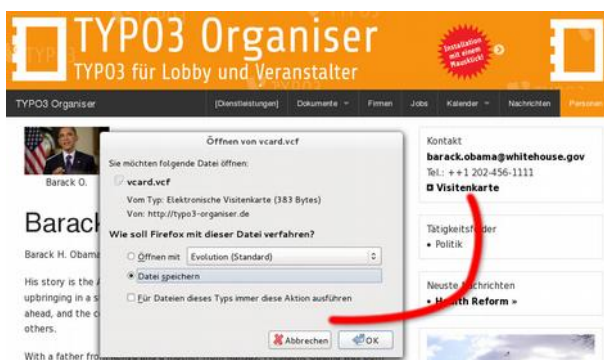 TYPO3 Organiser
TYPO3 für Lobby und Veranstalter
Installation
mit einem
Mausklick!
TYPO3 Organiser
[Dienstleistungen]
Dokumente
Firmen
Jobs
Kalender
Nachrichten
Personen
Barack O.
Barack
Barack H. Obama
His story is the
upbringing in a
ahead, and the
others.
With a father from
Öffnen von vcard.vcf
Sie möchten folgende Datei öffnen:
vcard.vcf
Vom Typ: Elektronische Visitenkarte (383 Bytes)
Von: http://typo3-organiser.de
Wie soll Firefox mit dieser Datei verfahren?
Öffnen mit
Evolution (Standard)
Datei speichern
Für Dateien dieses Typs immer diese Aktion ausführen
Abbrechen
OK
Kontakt
barack.obama@whitehouse.gov
Tel.: ++1 202-456-1111
Visitenkarte
Tätigkeitsfelder
• Politik
Neuste Nachrichten
• Health Reform »